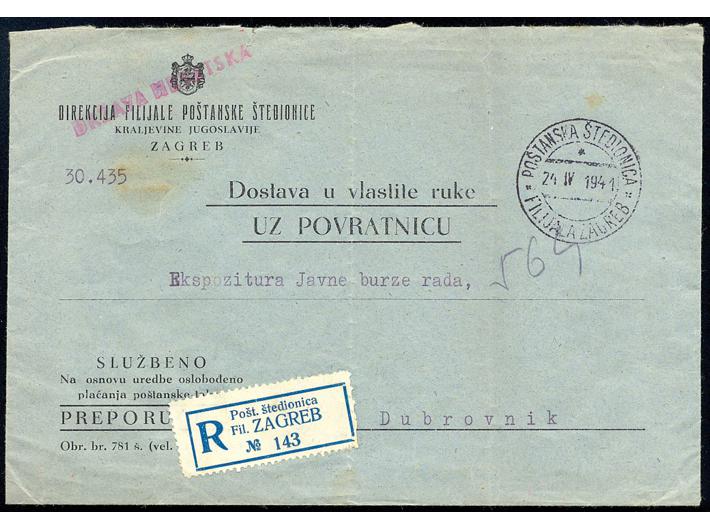 DRŽAVA HRVATSKA
DIREKCIJA FILIJALE POŠTANSKE ŠTEDIONICE
KRALJEVINE JUGOSLAVIJE
ZAGREB
30.435
POŠTANSKA ŠTEDIONICA
24 IV 1941
FILIJALA ZAGREB
Dostava u vlastite ruke
UZ POVRATNICU
564
Ekspozitura Javne burze rada,
SLUŽBENO
Na osnovu uredbe oslobođeno
plaćanja poštanske
Pošt. štedionica
R Fil. ZAGREB
№ 143
Dubrovnik
Obr. br. 781 š. (vel.